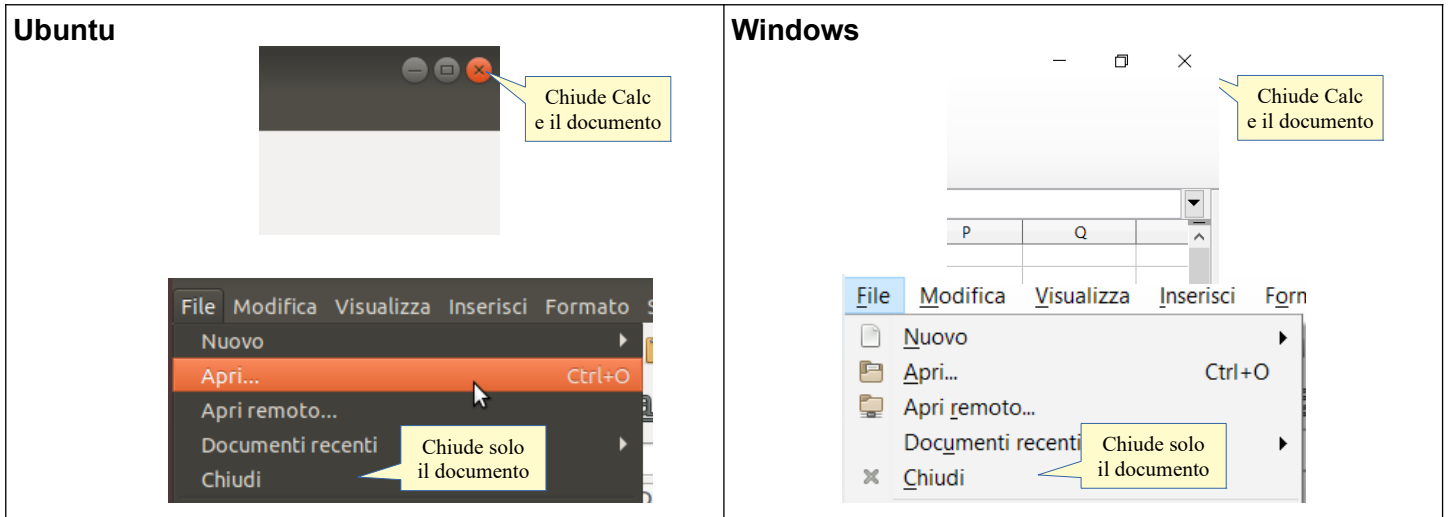 Ubuntu
Chiude Calc
e il documento
File Modifica Visualizza Inserisci Formato
Nuovo
Apri... Ctrl+O
Apri remoto...
Documenti recenti
Chiudi
Chiude solo
il documento
Windows
Chiude Calc
e il documento
P Q
File Modifica Visualizza Inserisci Forn
Nuovo
Apri... Ctrl+O
Apri remoto...
Documenti recenti
Chiudi
Chiude solo
il documento